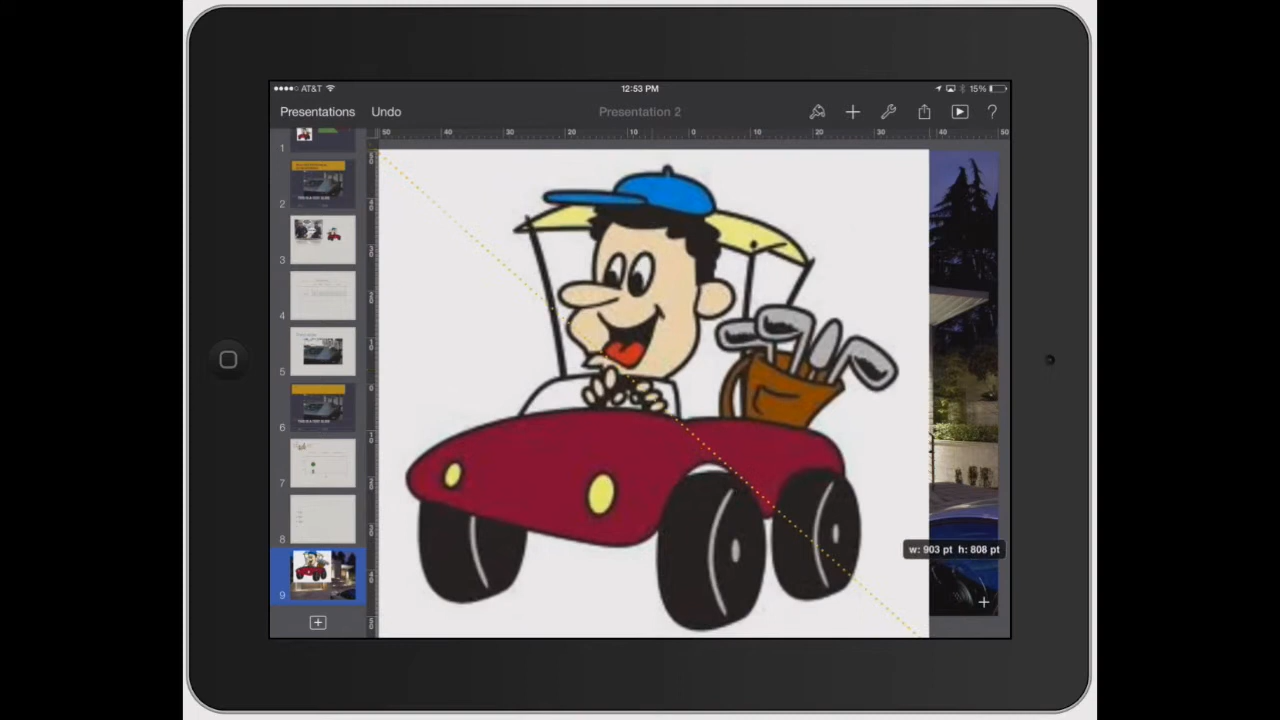 AT&T 12:53 PM 15%
Presentations Undo Presentation 2 ?
50 40 30 20 10 0 10 20 30 40 50
1
2
3
4
5
6
7
8
9
w: 903 pt h: 808 pt